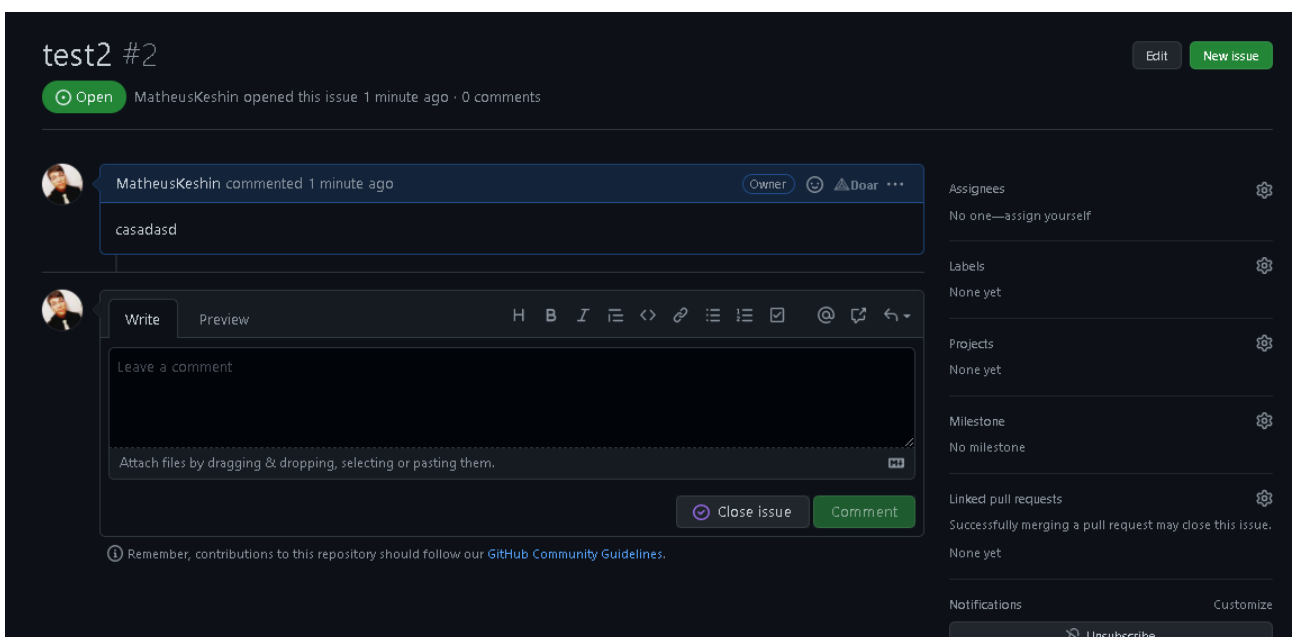 test2 #2
Edit
New issue
Open
MatheusKeshin opened this issue 1 minute ago · 0 comments
MatheusKeshin commented 1 minute ago
Owner
Doar
casadasd
Write
Preview
Leave a comment
Attach files by dragging & dropping, selecting or pasting them.
Close issue
Comment
Remember, contributions to this repository should follow our GitHub Community Guidelines.
Assignees
No one—assign yourself
Labels
None yet
Projects
None yet
Milestone
No milestone
Linked pull requests
Successfully merging a pull request may close this issue.
None yet
Notifications
Customize
Unsubscribe